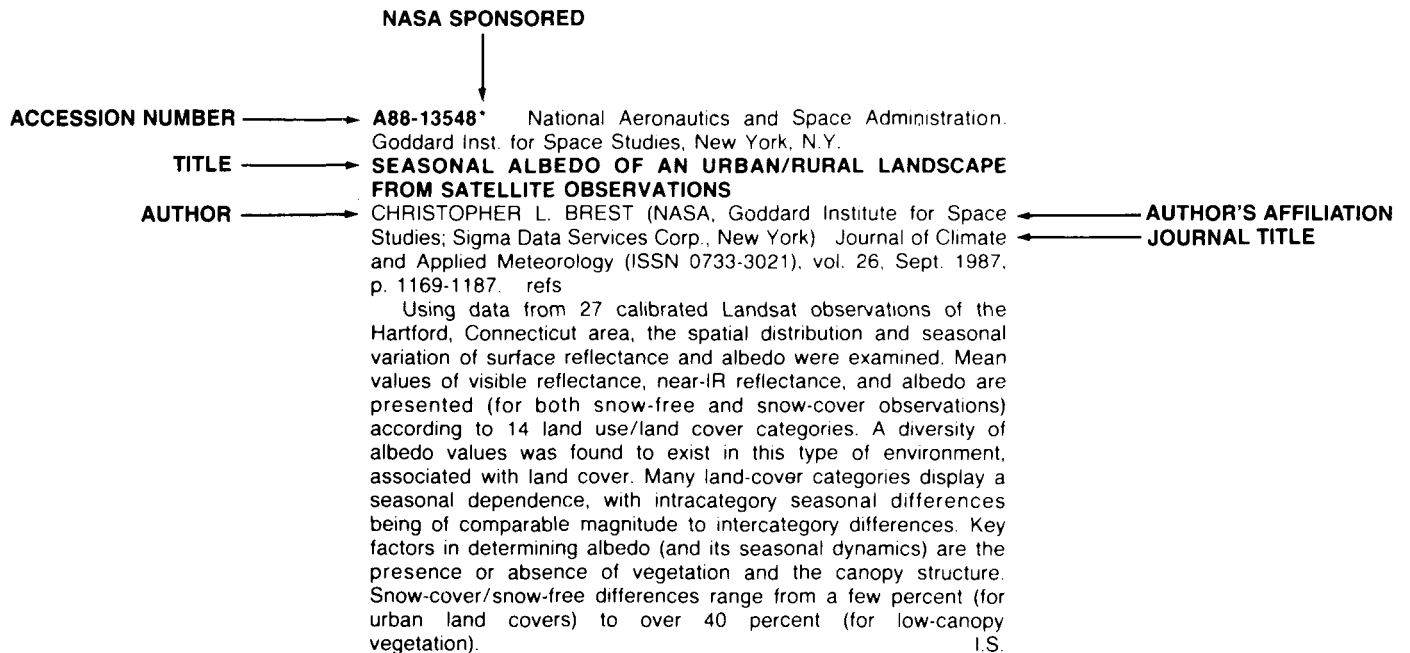 NASA SPONSORED
ACCESSION NUMBER
A88-13548* National Aeronautics and Space Administration.
Goddard Inst. for Space Studies, New York, N.Y.
TITLE
SEASONAL ALBEDO OF AN URBAN/RURAL LANDSCAPE
FROM SATELLITE OBSERVATIONS
AUTHOR
CHRISTOPHER L. BREST (NASA, Goddard Institute for Space
AUTHOR'S AFFILIATION
Studies; Sigma Data Services Corp., New York) Journal of Climate
JOURNAL TITLE
and Applied Meteorology (ISSN 0733-3021), vol. 26, Sept. 1987,
p. 1169-1187. refs
Using data from 27 calibrated Landsat observations of the
Hartford, Connecticut area, the spatial distribution and seasonal
variation of surface reflectance and albedo were examined. Mean
values of visible reflectance, near-IR reflectance, and albedo are
presented (for both snow-free and snow-cover observations)
according to 14 land use/land cover categories. A diversity of
albedo values was found to exist in this type of environment,
associated with land cover. Many land-cover categories display a
seasonal dependence, with intracategory seasonal differences
being of comparable magnitude to intercategory differences. Key
factors in determining albedo (and its seasonal dynamics) are the
presence or absence of vegetation and the canopy structure.
Snow-cover/snow-free differences range from a few percent (for
urban land covers) to over 40 percent (for low-canopy
vegetation). I.S.